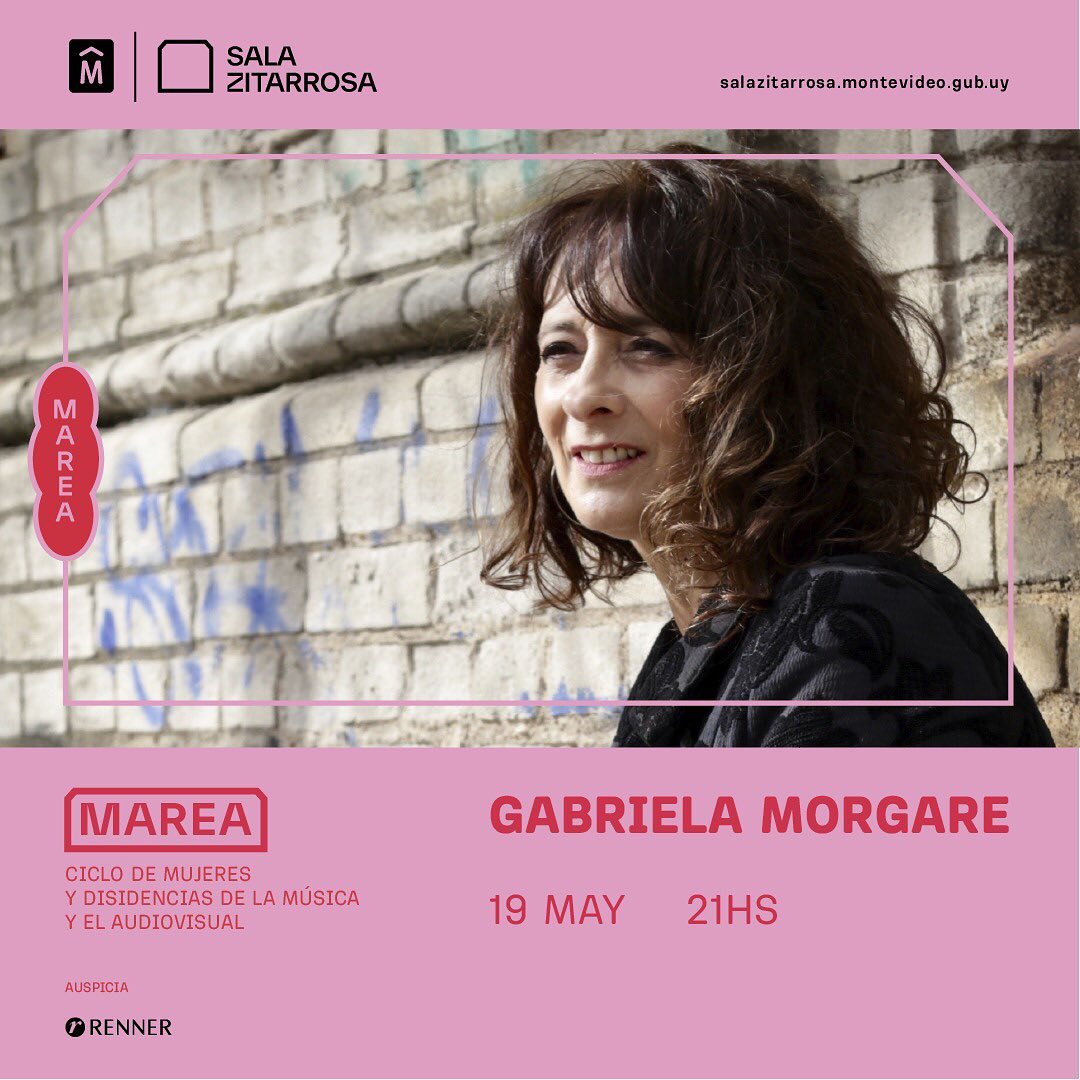 M
SALA
ZITARROSA
salazitarrosa.montevideo.gub.uy
MAREA
MAREA
CICLO DE MUJERES
Y DISIDENCIAS DE LA MÚSICA
Y EL AUDIOVISUAL
GABRIELA MORGARE
19 MAY 21HS
AUSPICIA
r RENNER